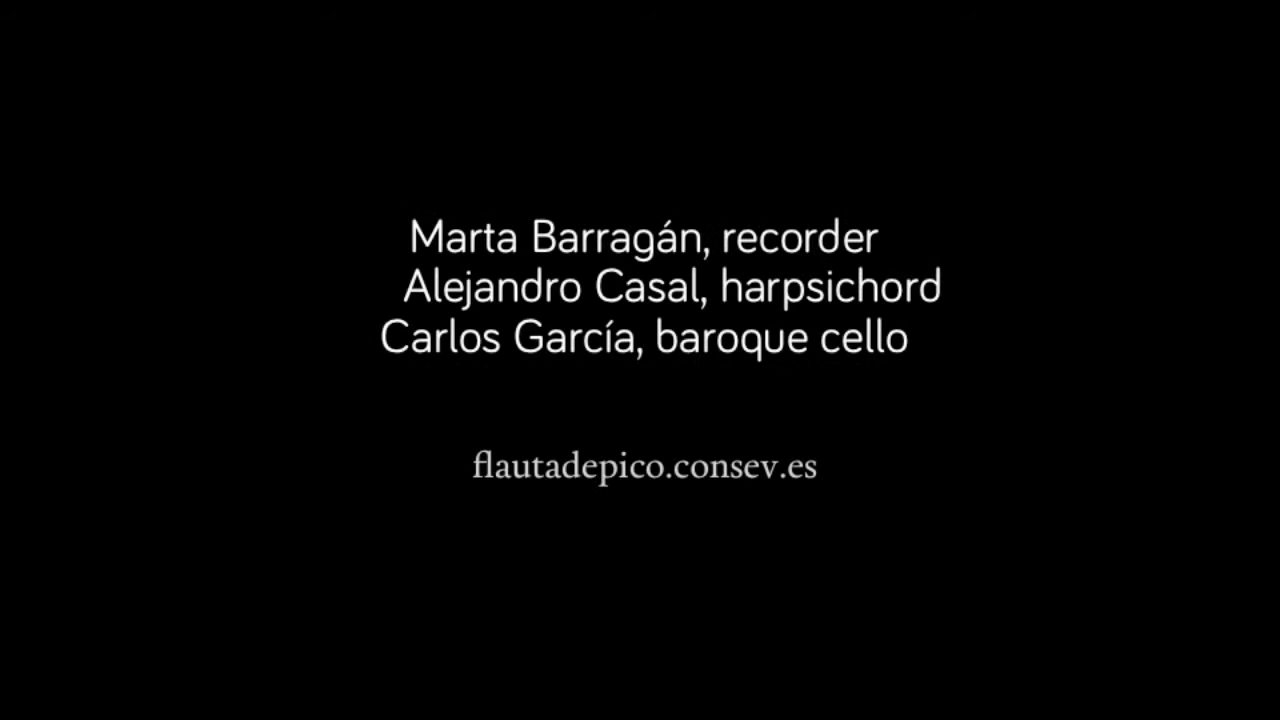 Marta Barragán, recorder
Alejandro Casal, harpsichord
Carlos García, baroque cello
flautadepico.consev.es